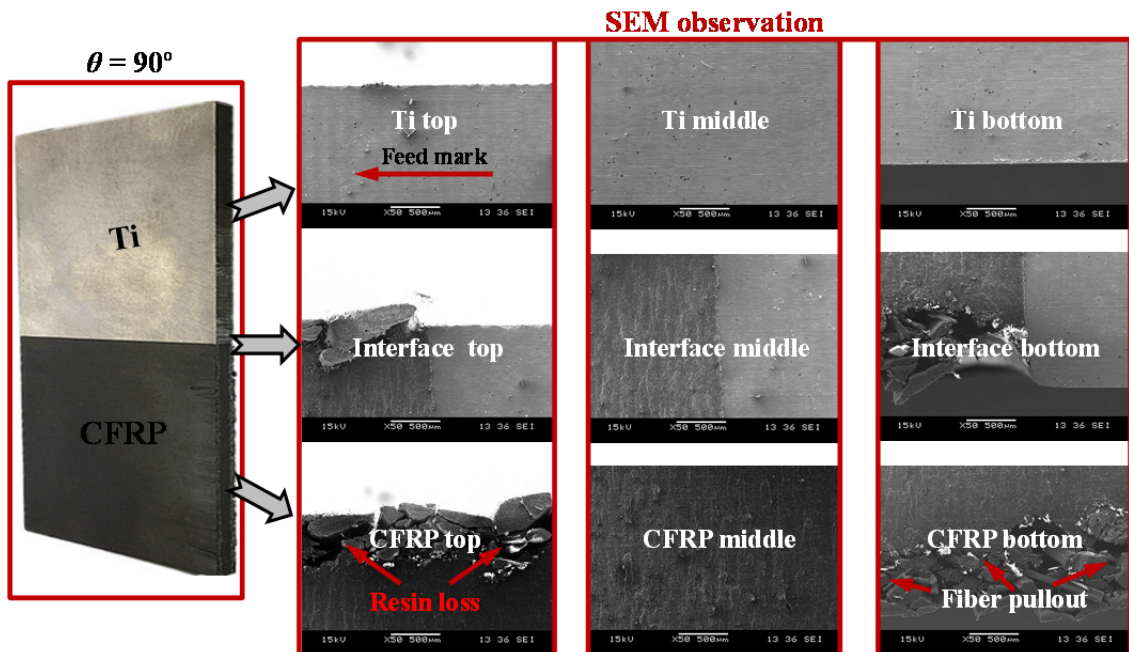 SEM observation
θ = 90°
Ti
CFRP
Ti top
Feed mark
15kV X50 500μm 13 36 SEI
Ti middle
15kV X50 500μm 13 36 SEI
Ti bottom
15kV X50 500μm 13 36 SEI
Interface top
15kV X50 500μm 13 36 SEI
Interface middle
15kV X50 500μm 13 36 SEI
Interface bottom
15kV X50 500μm 13 36 SEI
CFRP top
Resin loss
15kV X50 500μm 13 36 SEI
CFRP middle
15kV X50 500μm 13 36 SEI
CFRP bottom
Fiber pullout
15kV X50 500μm 13 36 SEI